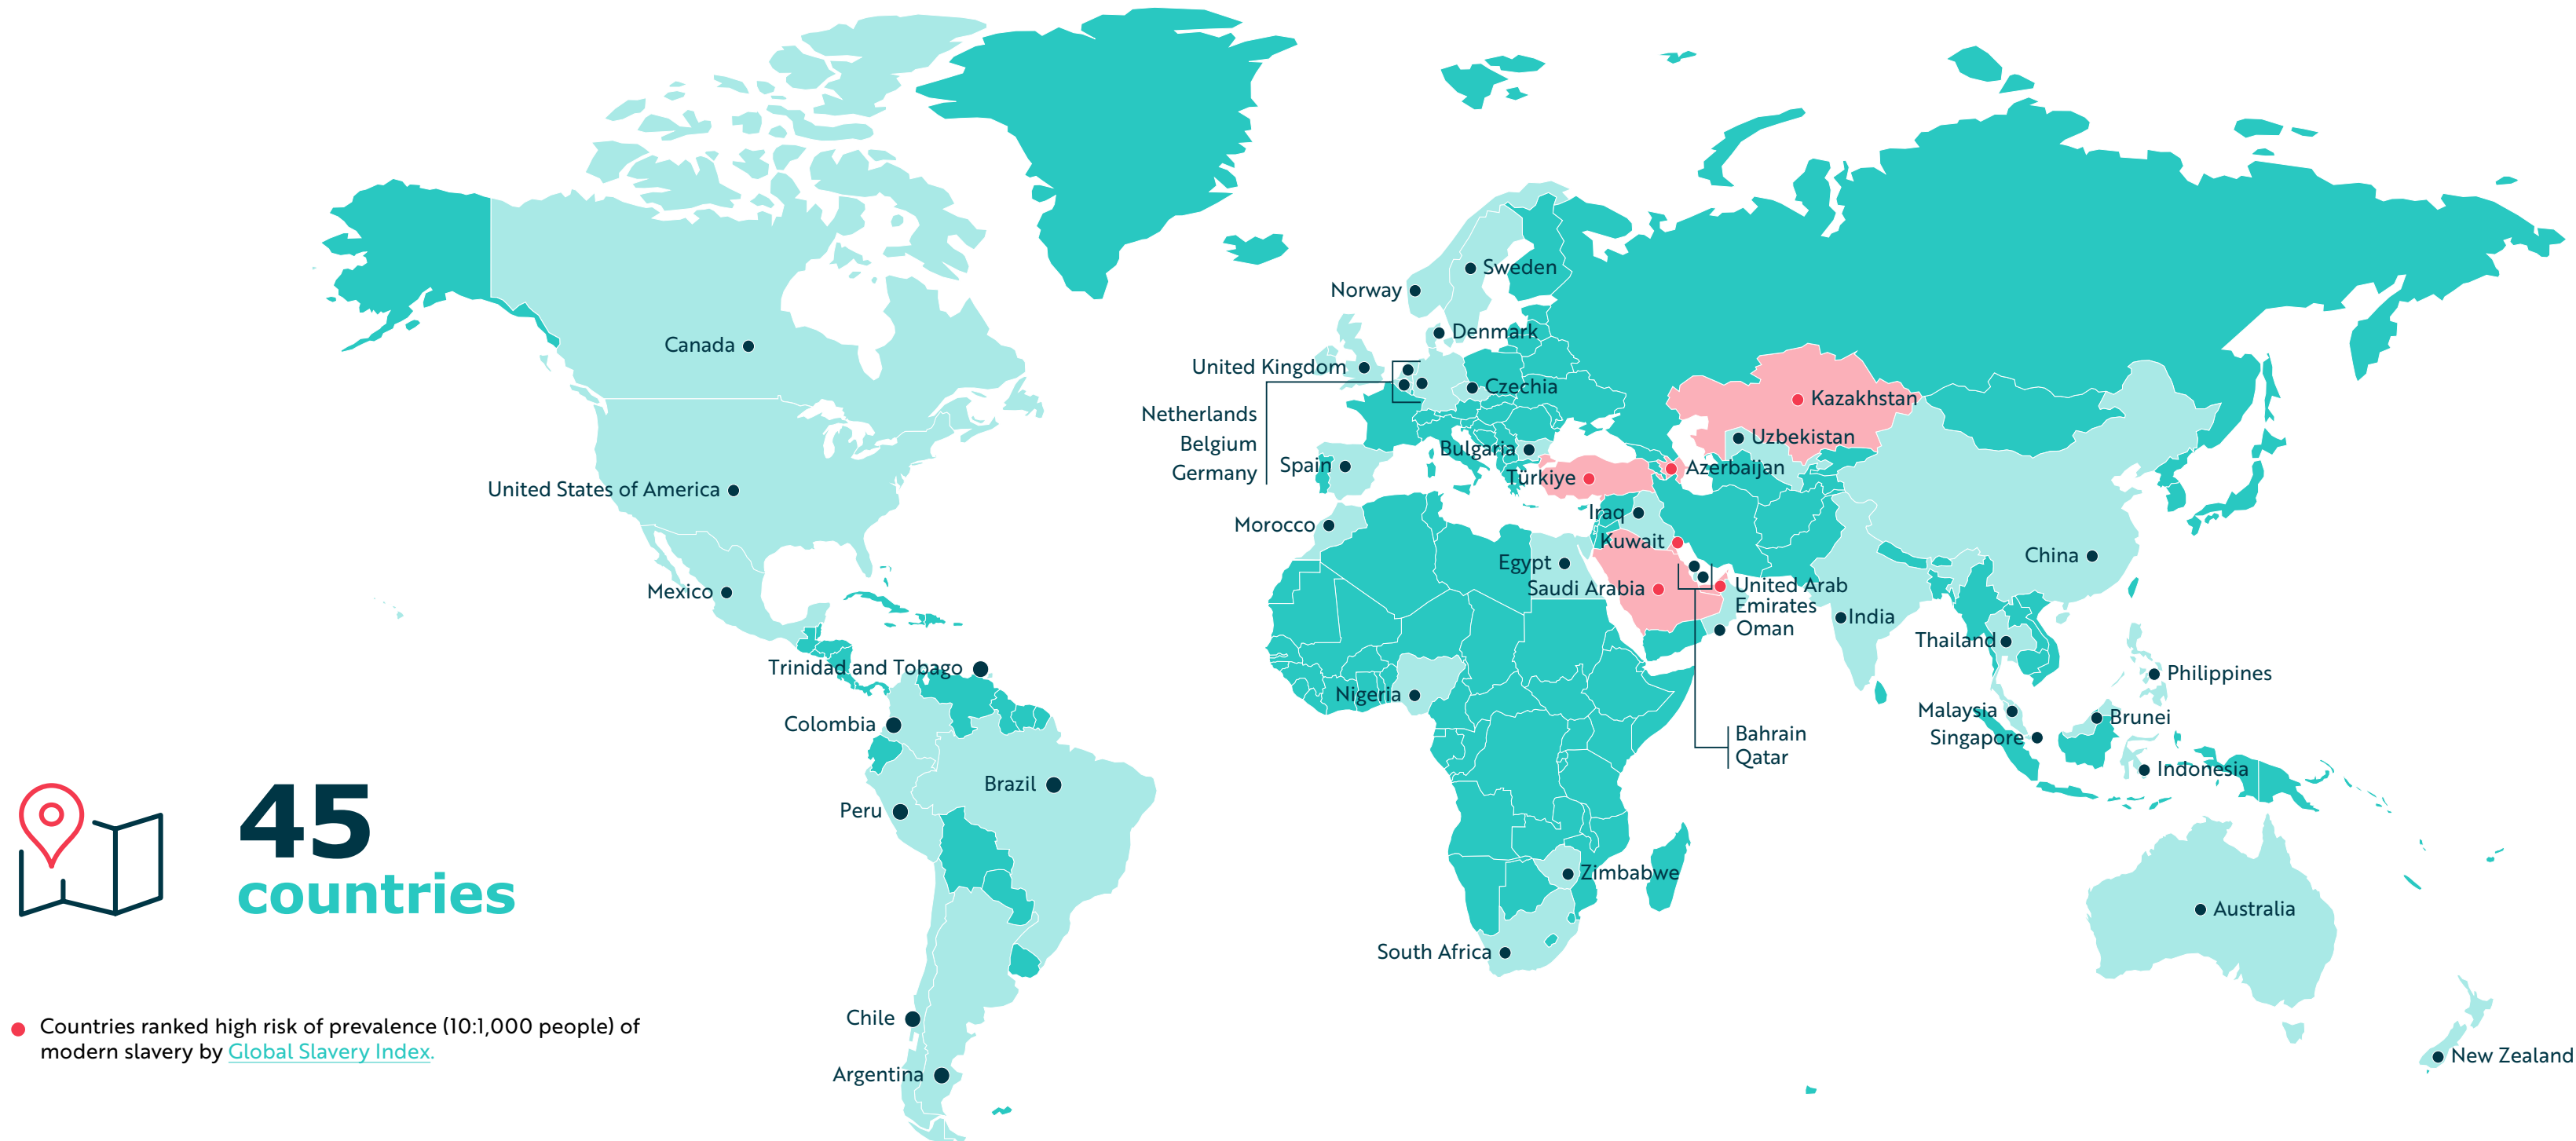 Sweden
Norway
Denmark
Canada
United Kingdom
Czechia
Kazakhstan
Netherlands
Belgium
Germany
Uzbekistan
Bulgaria
Spain
Azerbaijan
Türkiye
United States of America
Iraq
Morocco
Kuwait
China
Egypt
Saudi Arabia
United Arab
Emirates
Oman
Mexico
India
Thailand
Trinidad and Tobago
Philippines
Nigeria
Malaysia
Brunei
Colombia
Singapore
Bahrain
Qatar
Indonesia
Brazil
Peru
45
countries
Zimbabwe
Australia
South Africa
Chile
Countries ranked high risk of prevalence (10:1,000 people) of
modern slavery by Global Slavery Index.
New Zealand
Argentina